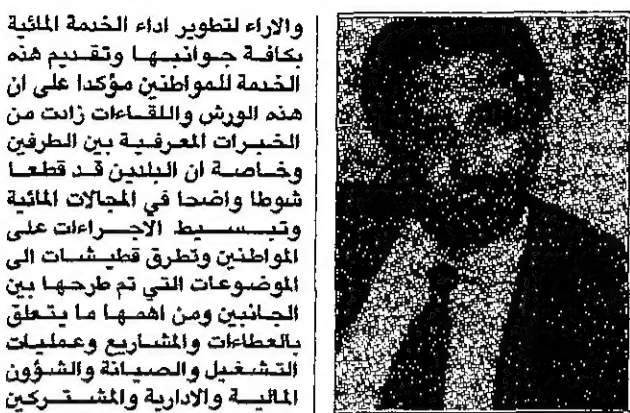 والاراء لتطوير اداء الخدمة المائية
بكافة جوانبها وتقديم هذه
الخدمة للمواطنين مؤكدا على ان
هذه الورش واللقاءات زادت من
الخبرات المعرفية بين الطرفين
وخاصة ان البلدين قد قطعا
شوطا واضحا في المجالات المائية
وتبسيط الاجراءات على
المواطنين وتطرق قطيشات الى
الموضوعات التي تم طرحها بين
الجانبين ومن اهمها ما يتعلق
بالعطاءات والمشاريع وعمليات
التشغيل والصيانة والشؤون
المالية والادارية والمشتركين